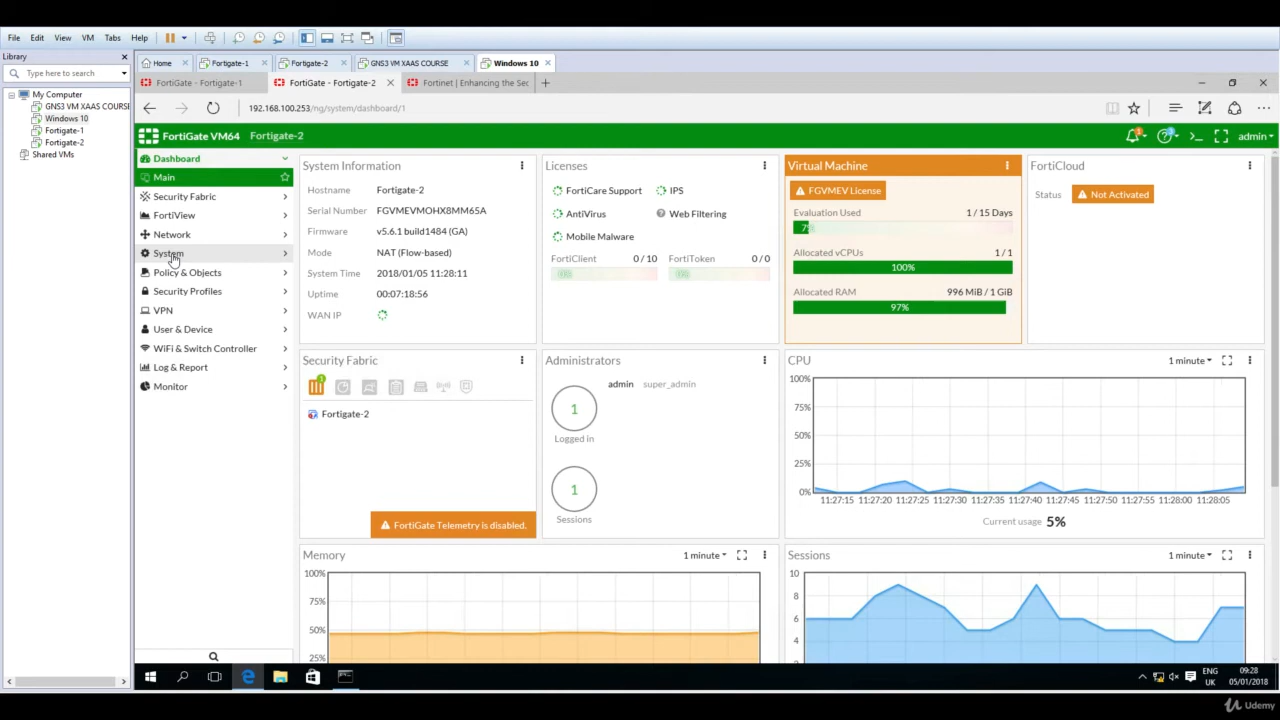 File Edit View VM Tabs Help
Library
Type here to search
My Computer
GNS3 VM XAAS COURSE
Windows 10
Fortigate-1
Fortigate-2
Shared VMs
Home Fortigate-1 Fortigate-2 GNS3 VM XAAS COURSE Windows 10
FortiGate - Fortigate-1 FortiGate - Fortigate-2 Fortinet | Enhancing the Sec
192.168.100.253/ng/system/dashboard/1
FortiGate VM64 Fortigate-2 admin
Dashboard
Main
Security Fabric
FortiView
Network
System
Policy & Objects
Security Profiles
VPN
User & Device
WiFi & Switch Controller
Log & Report
Monitor
System Information
Hostname Fortigate-2
Serial Number FGVMEVMOHX8MM65A
Firmware v5.6.1 build1484 (GA)
Mode NAT (Flow-based)
System Time 2018/01/05 11:28:11
Uptime 00:07:18:56
WAN IP
Licenses
FortiCare Support IPS
AntiVirus Web Filtering
Mobile Malware
FortiClient 0 / 10 FortiToken 0 / 0
0% 0%
Virtual Machine
FGVMEV License
Evaluation Used 1 / 15 Days
7%
Allocated vCPUs 1 / 1
100%
Allocated RAM 996 MiB / 1 GiB
97%
FortiCloud
Status Not Activated
Security Fabric
1
Fortigate-2
FortiGate Telemetry is disabled.
Administrators
1 admin super_admin
Logged in
1
Sessions
CPU 1 minute
100%
75%
50%
25%
0%
11:27:15 11:27:20 11:27:25 11:27:30 11:27:35 11:27:40 11:27:45 11:27:50 11:27:55 11:28:00 11:28:05
Current usage 5%
Memory 1 minute
100%
75%
50%
25%
Sessions 1 minute
10
8
6
4
ENG 09:28
UK 05/01/2018
Udemy